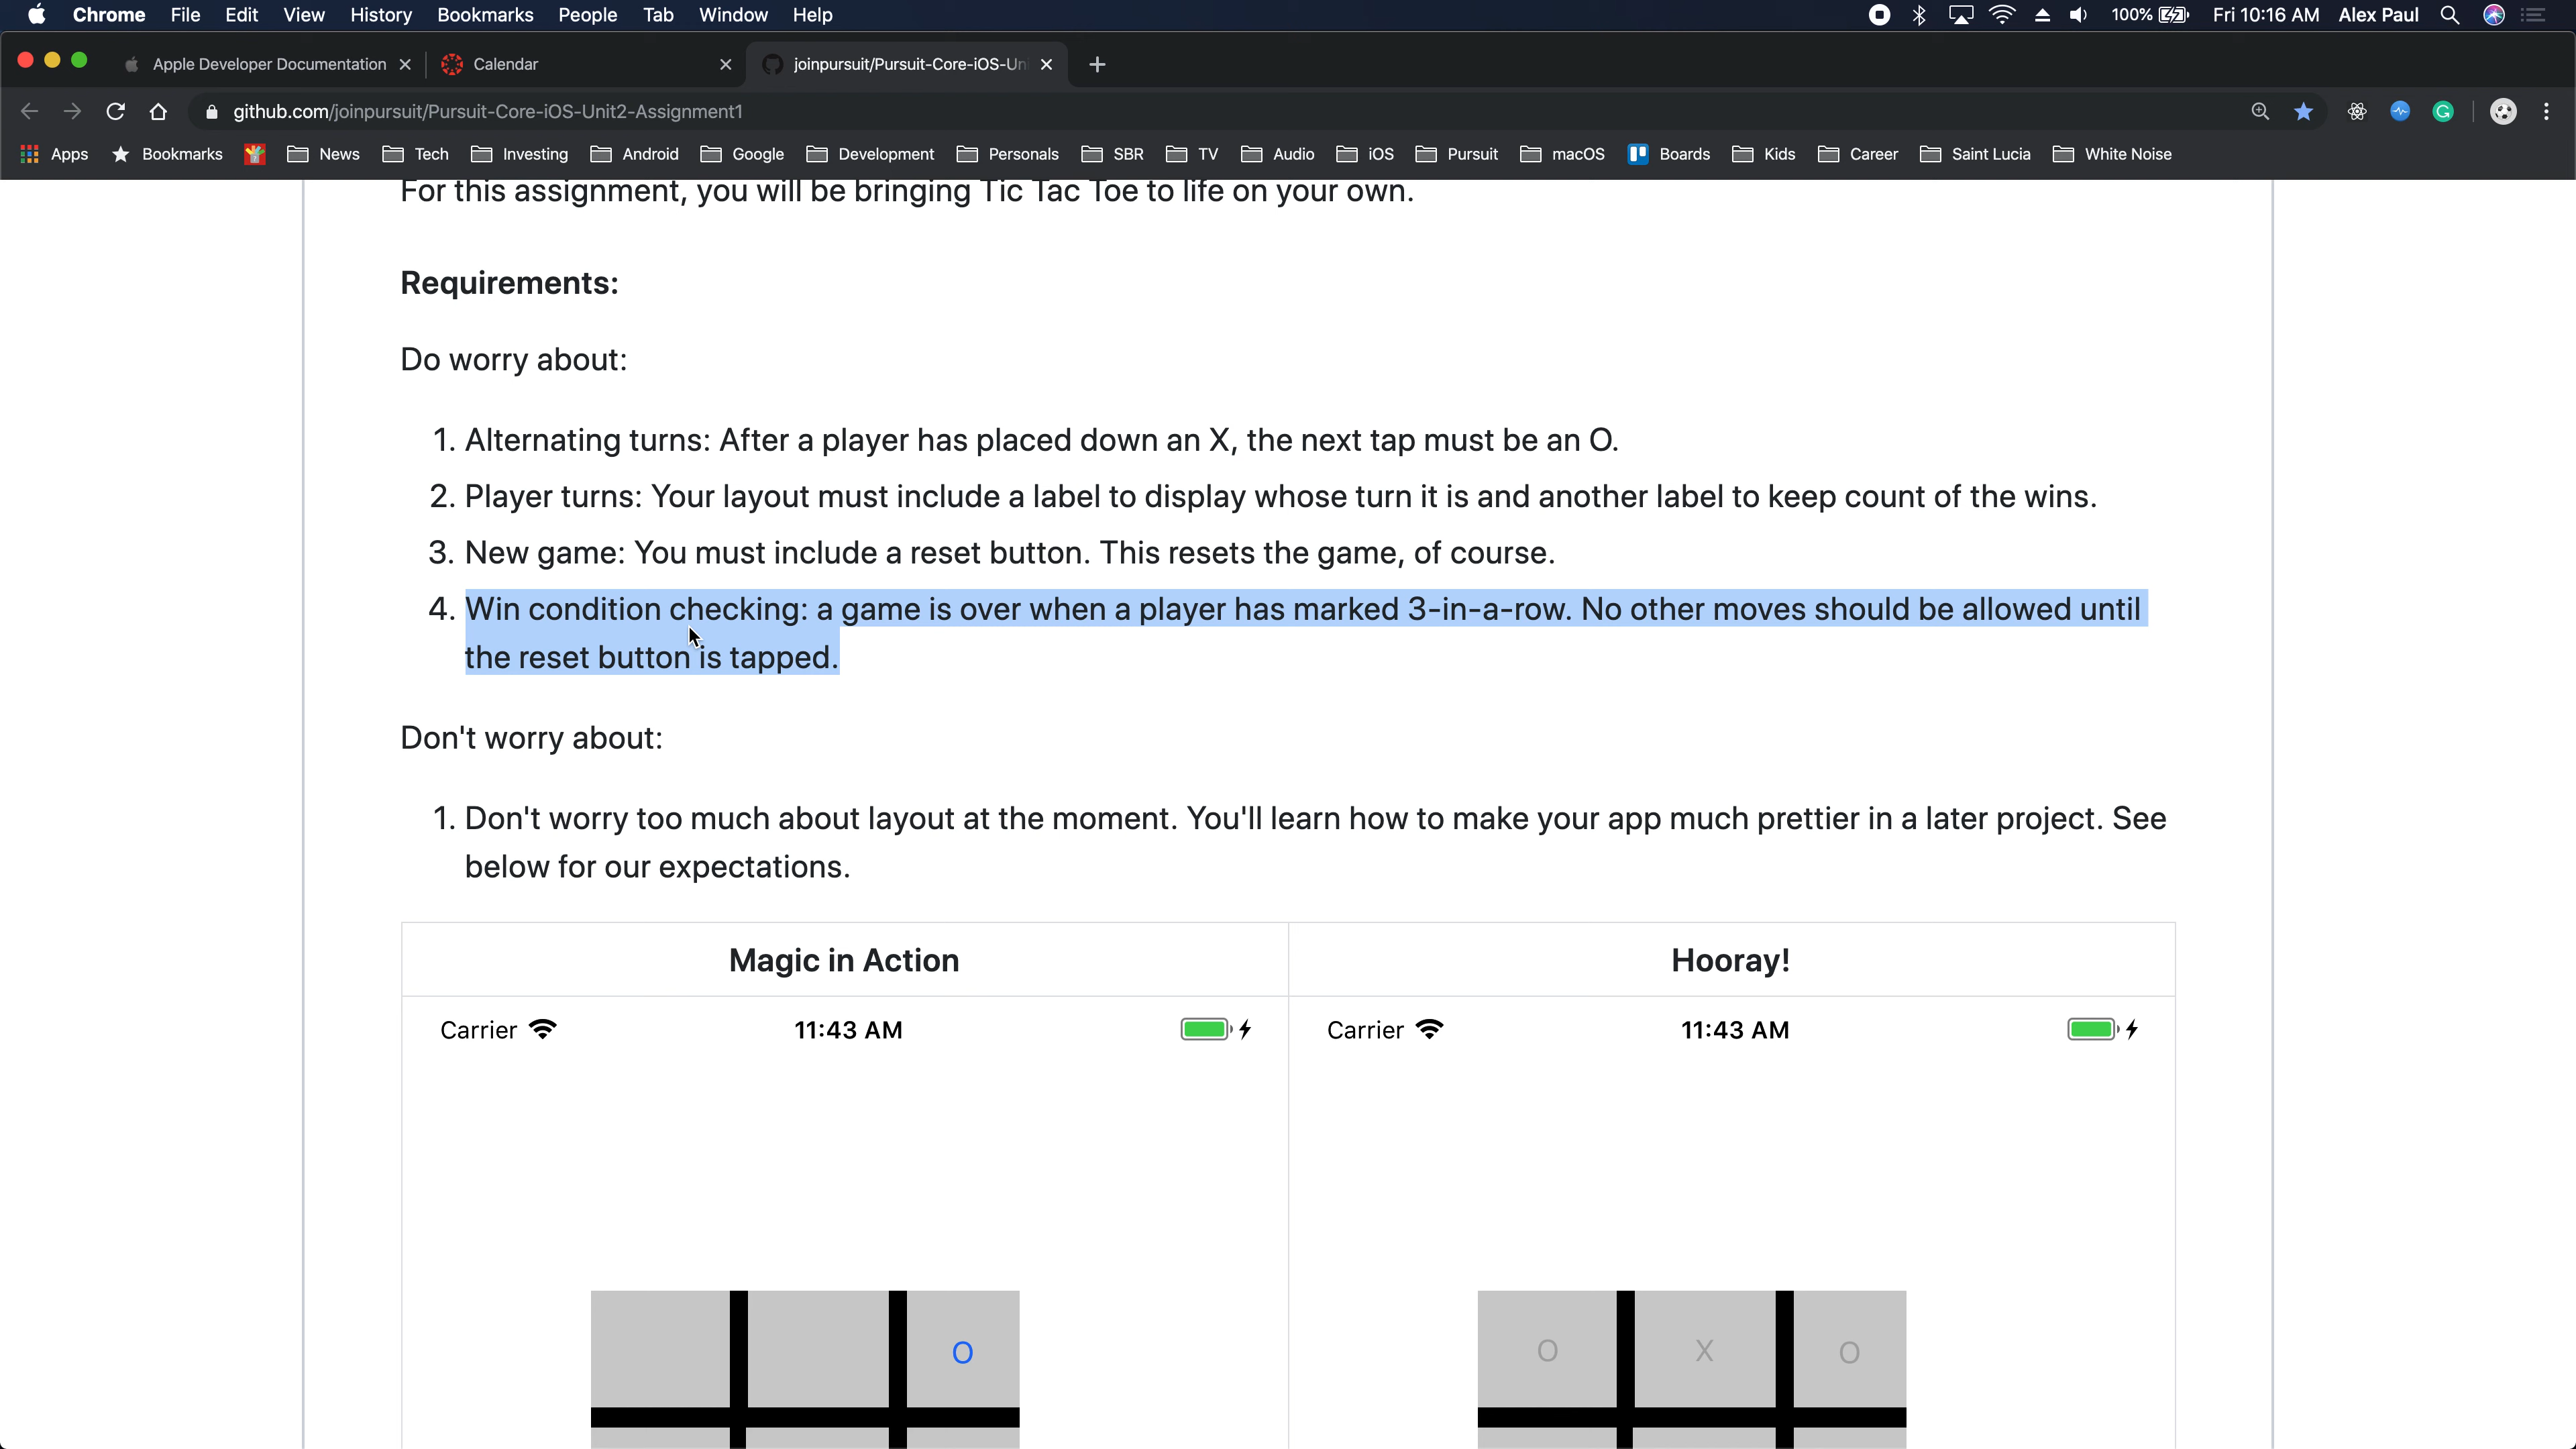 Chrome File Edit View History Bookmarks People Tab Window Help 100% Fri 10:16 AM Alex Paul
Apple Developer Documentation Calendar joinpursuit/Pursuit-Core-iOS-Un
github.com/joinpursuit/Pursuit-Core-iOS-Unit2-Assignment1
Apps Bookmarks News Tech Investing Android Google Development Personals SBR TV Audio iOS Pursuit macOS Boards Kids Career Saint Lucia White Noise
For this assignment, you will be bringing Tic Tac Toe to life on your own.
Requirements:
Do worry about:
1. Alternating turns: After a player has placed down an X, the next tap must be an O.
2. Player turns: Your layout must include a label to display whose turn it is and another label to keep count of the wins.
3. New game: You must include a reset button. This resets the game, of course.
4. Win condition checking: a game is over when a player has marked 3-in-a-row. No other moves should be allowed until
the reset button is tapped.
Don't worry about:
1. Don't worry too much about layout at the moment. You'll learn how to make your app much prettier in a later project. See
below for our expectations.
Magic in Action Hooray!
Carrier 11:43 AM Carrier 11:43 AM
O O X O